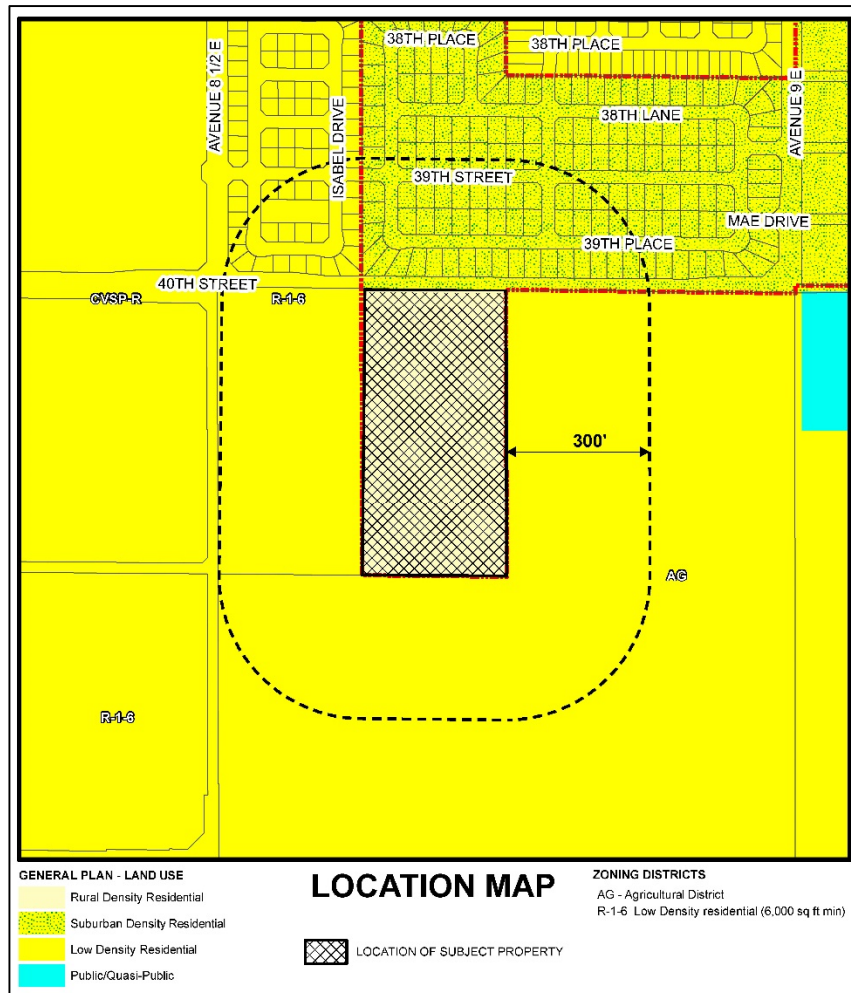 38TH PLACE
38TH PLACE
AVENUE 8 1/2 E
ISABEL DRIVE
AVENUE 9 E
38TH LANE
39TH STREET
MAE DRIVE
39TH PLACE
40TH STREET
CVSP-R
R-1-6
300'
AG
R-1-6
GENERAL PLAN - LAND USE
Rural Density Residential
Suburban Density Residential
Low Density Residential
Public/Quasi-Public
LOCATION MAP
LOCATION OF SUBJECT PROPERTY
ZONING DISTRICTS
AG - Agricultural District
R-1-6 Low Density residential (6,000 sq ft min)